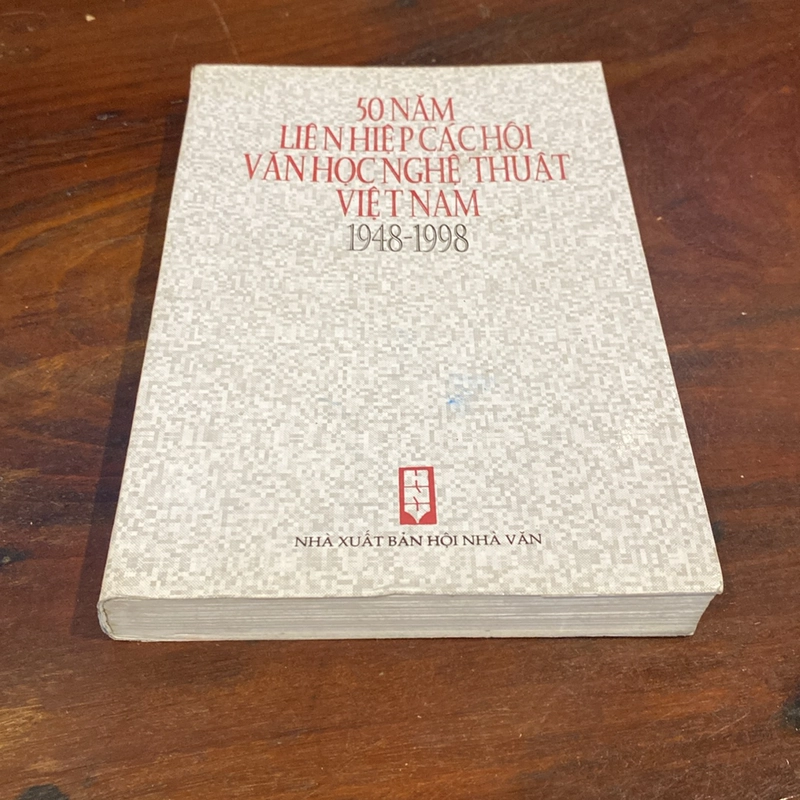 50 NĂM
LIÊN HIỆP CÁC HỘI
VĂN HỌC NGHỆ THUẬT
VIỆT NAM
1948-1998
HNV
NHÀ XUẤT BẢN HỘI NHÀ VĂN